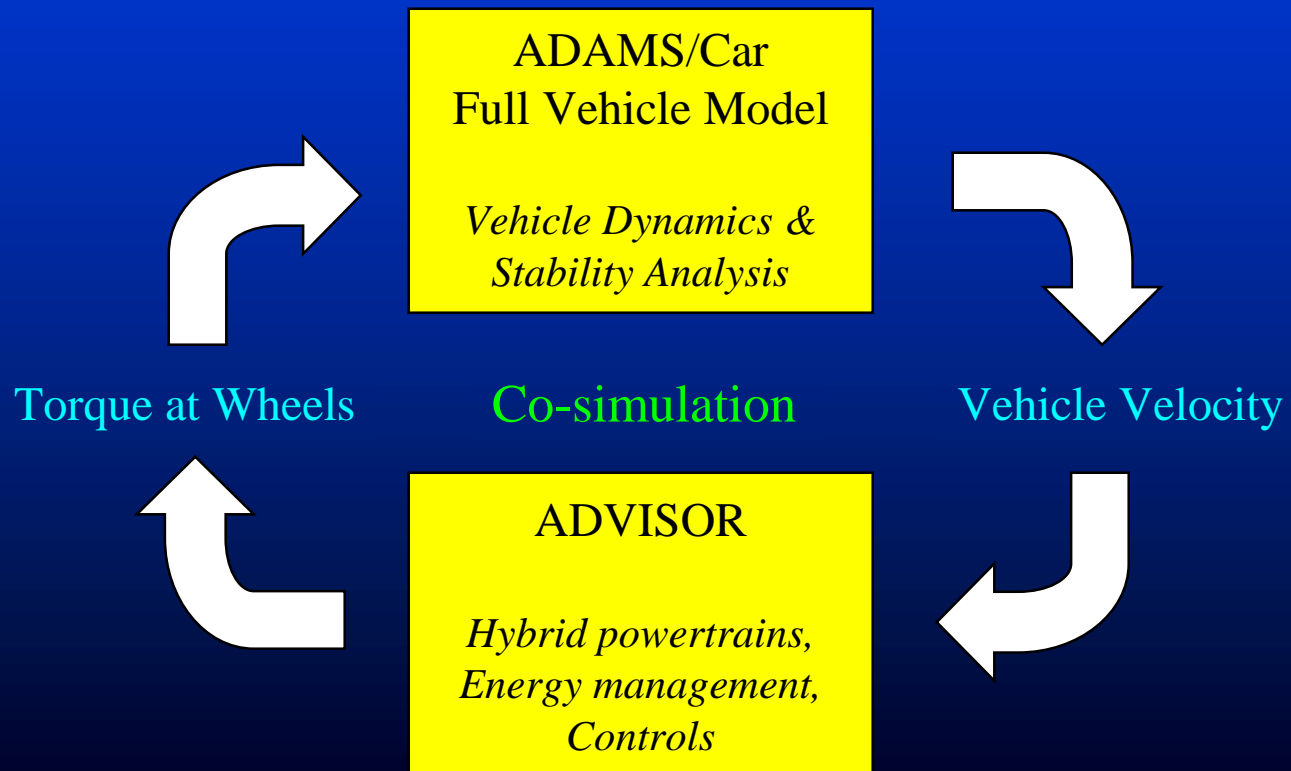 ADAMS/Car
Full Vehicle Model
Vehicle Dynamics &
Stability Analysis
Torque at Wheels
Co-simulation
Vehicle Velocity
ADVISOR
Hybrid powertrains,
Energy management,
Controls